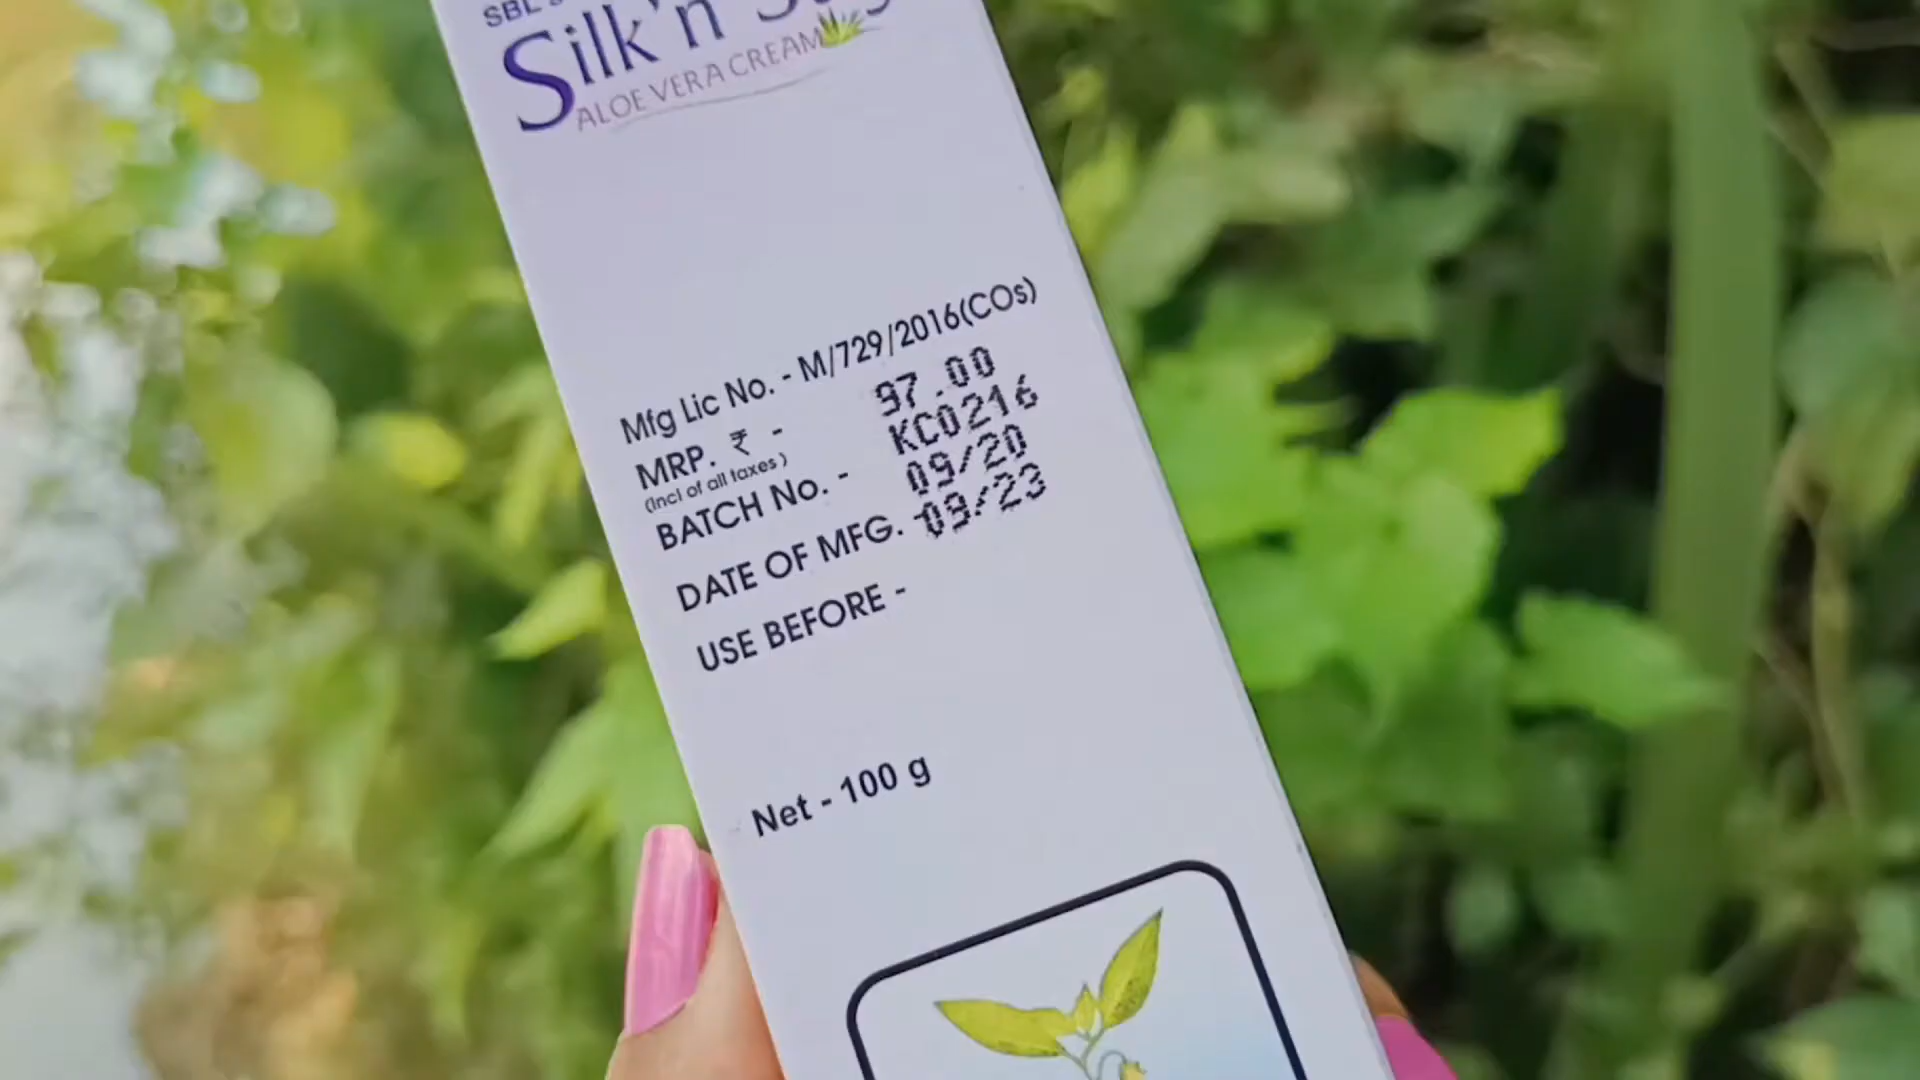 SBL
Silk'n
ALOE VERA CREAM
Mfg Lic No. - M/729/2016(COs)
MRP. ₹ - 97.00
(Incl of all taxes)
BATCH No. - KC0216
DATE OF MFG. - 09/20
USE BEFORE - 09/23
Net - 100 g